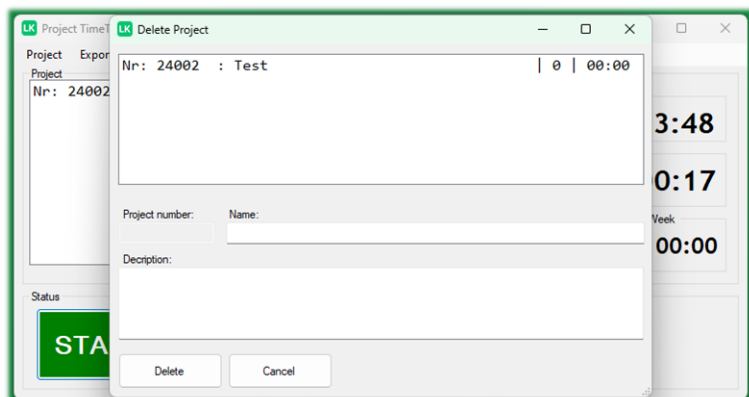 LK Project TimeT
Project Expor
Project
Nr: 24002
Status
STA
LK Delete Project
Nr: 24002 : Test | 0 | 00:00
Project number: Name:
Decription:
Delete Cancel
3:48
0:17
Week
00:00